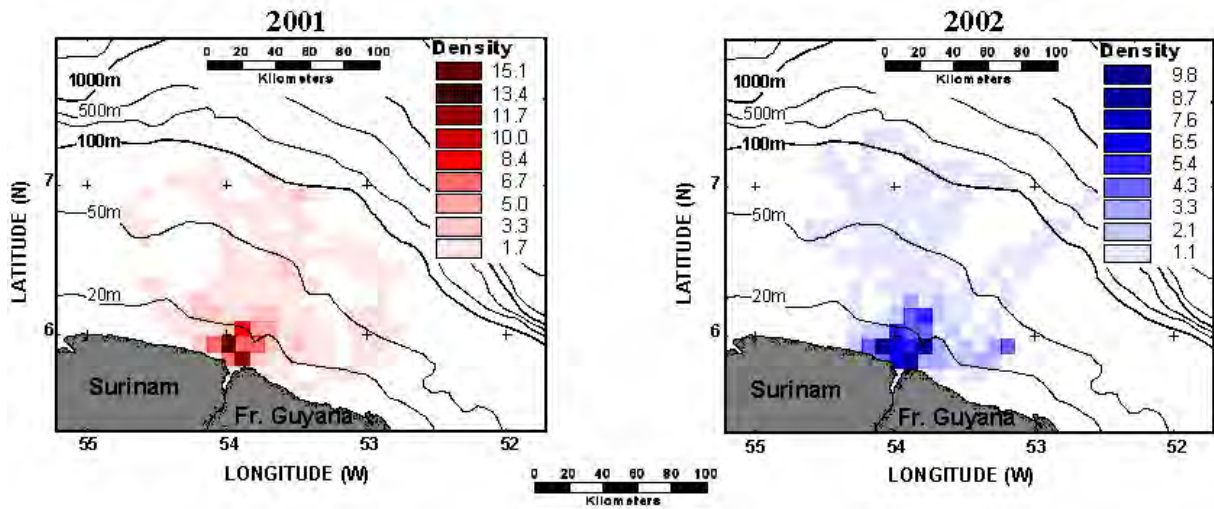 2001
0 20 40 60 80 100
Kilometers
Density
15.1
13.4
11.7
10.0
8.4
6.7
5.0
3.3
1.7
1000m
500m
100m
50m
20m
7
6
LATITUDE (N)
Surinam
Fr. Guyana
55 54 53 52
LONGITUDE (W)
2002
0 20 40 60 80 100
Kilometers
Density
9.8
8.7
7.6
6.5
5.4
4.3
3.3
2.1
1.1
1000m
500m
100m
50m
20m
7
6
LATITUDE (N)
Surinam
Fr. Guyana
55 54 53 52
LONGITUDE (W)
0 20 40 60 80 100
Kilometers